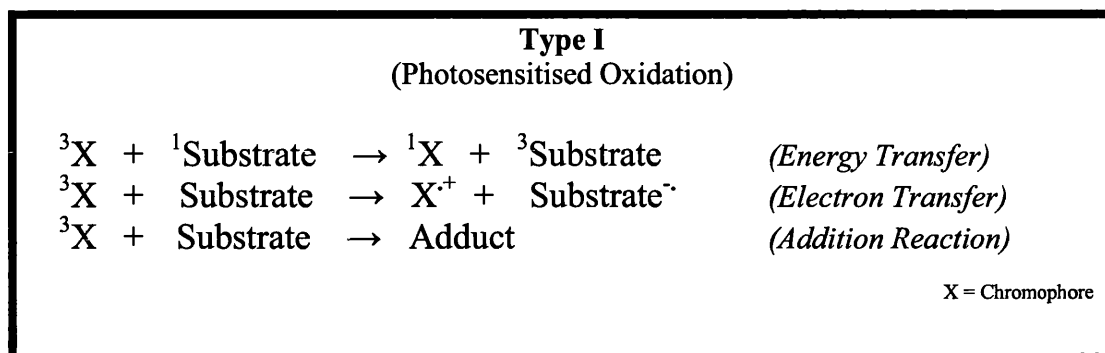 Type I
(Photosensitised Oxidation)
³X + ¹Substrate → ¹X + ³Substrate (Energy Transfer)
³X + Substrate → X·⁺ + Substrate⁻· (Electron Transfer)
³X + Substrate → Adduct (Addition Reaction)
X = Chromophore